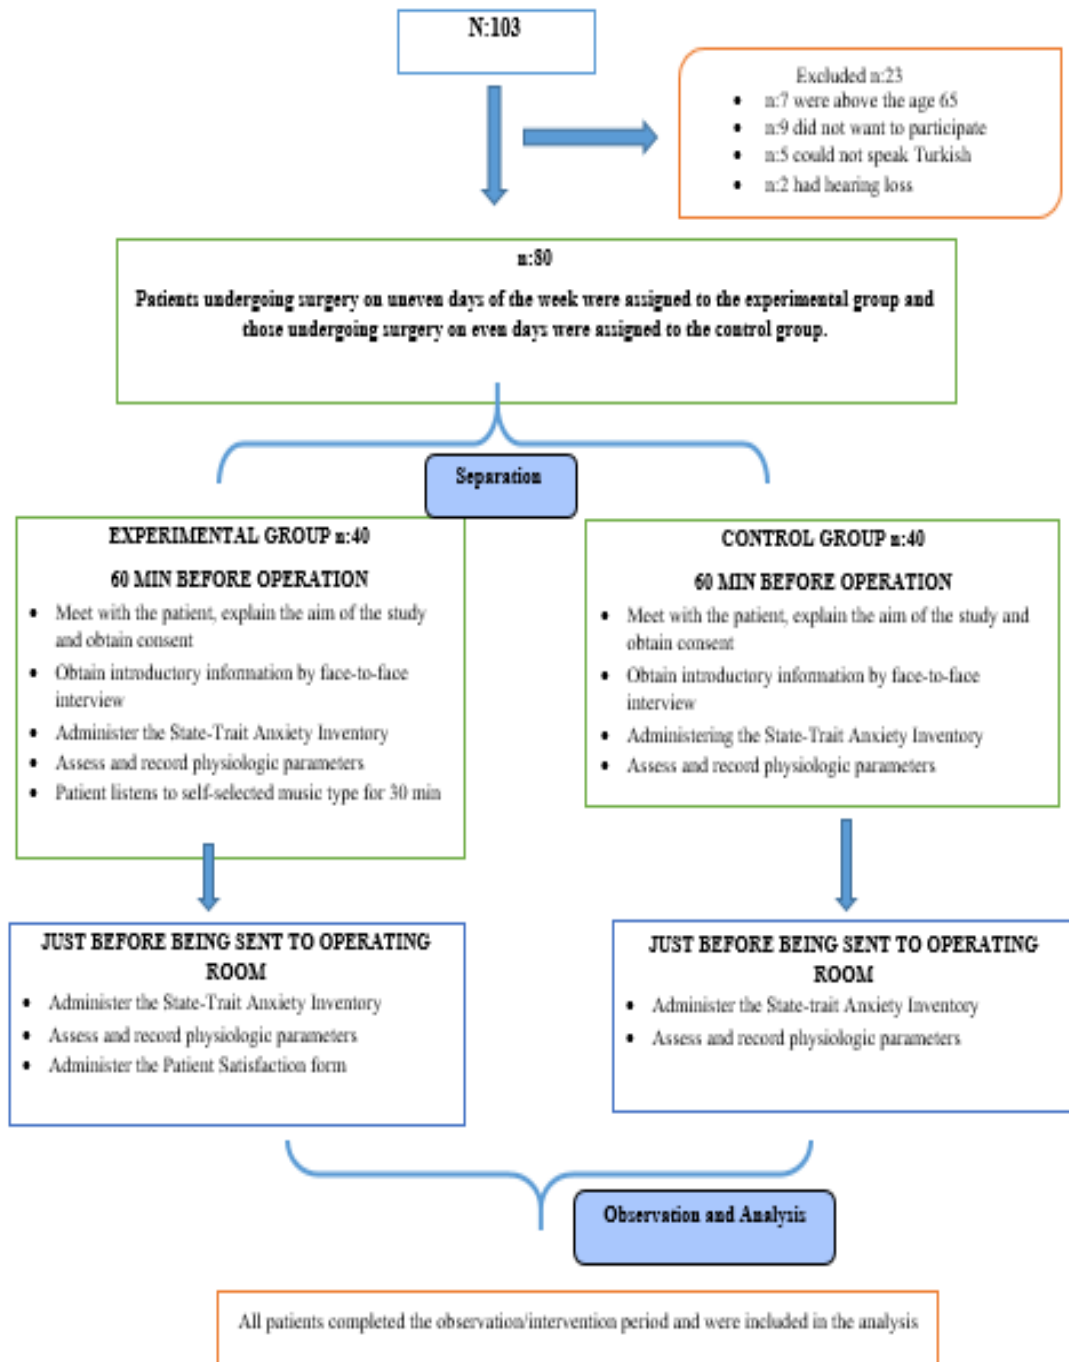 N:103
Excluded n:23
• n:7 were above the age 65
• n:9 did not want to participate
• n:5 could not speak Turkish
• n:2 had hearing loss
n:80
Patients undergoing surgery on uneven days of the week were assigned to the experimental group and
those undergoing surgery on even days were assigned to the control group.
Separation
EXPERIMENTAL GROUP n:40
60 MIN BEFORE OPERATION
• Meet with the patient, explain the aim of the study
and obtain consent
• Obtain introductory information by face-to-face
interview
• Administer the State-Trait Anxiety Inventory
• Assess and record physiologic parameters
• Patient listens to self-selected music type for 30 min
CONTROL GROUP n:40
60 MIN BEFORE OPERATION
• Meet with the patient, explain the aim of the study and
obtain consent
• Obtain introductory information by face-to-face
interview
• Administering the State-Trait Anxiety Inventory
• Assess and record physiologic parameters
JUST BEFORE BEING SENT TO OPERATING
ROOM
• Administer the State-Trait Anxiety Inventory
• Assess and record physiologic parameters
• Administer the Patient Satisfaction form
JUST BEFORE BEING SENT TO OPERATING
ROOM
• Administer the State-trait Anxiety Inventory
• Assess and record physiologic parameters
Observation and Analysis
All patients completed the observation/intervention period and were included in the analysis